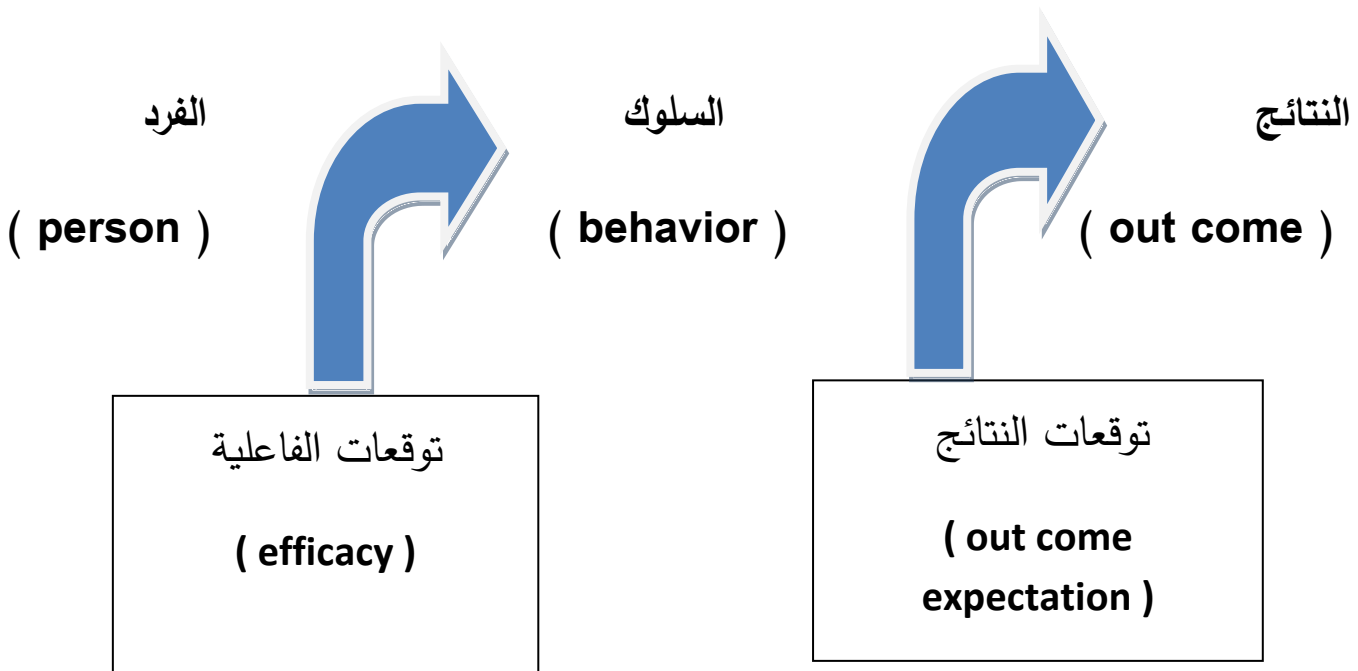 الفرد
السلوك
النتائج
( person )
( behavior )
( out come )
توقعات الفاعلية
( efficacy )
توقعات النتائج
( out come
expectation )